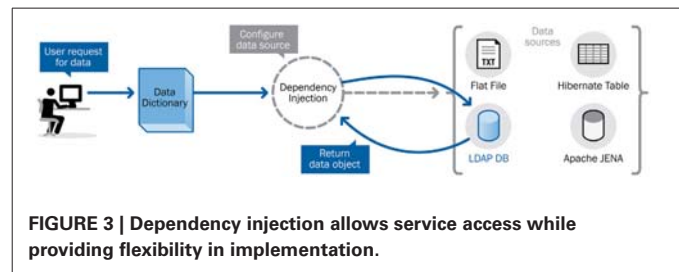 User request
for data
Configure
data source
Data
sources
TXT
Flat File
Hibernate Table
Data
Dictionary
Dependency
Injection
Return
data object
LDAP DB
Apache JENA
FIGURE 3 | Dependency injection allows service access while
providing flexibility in implementation.